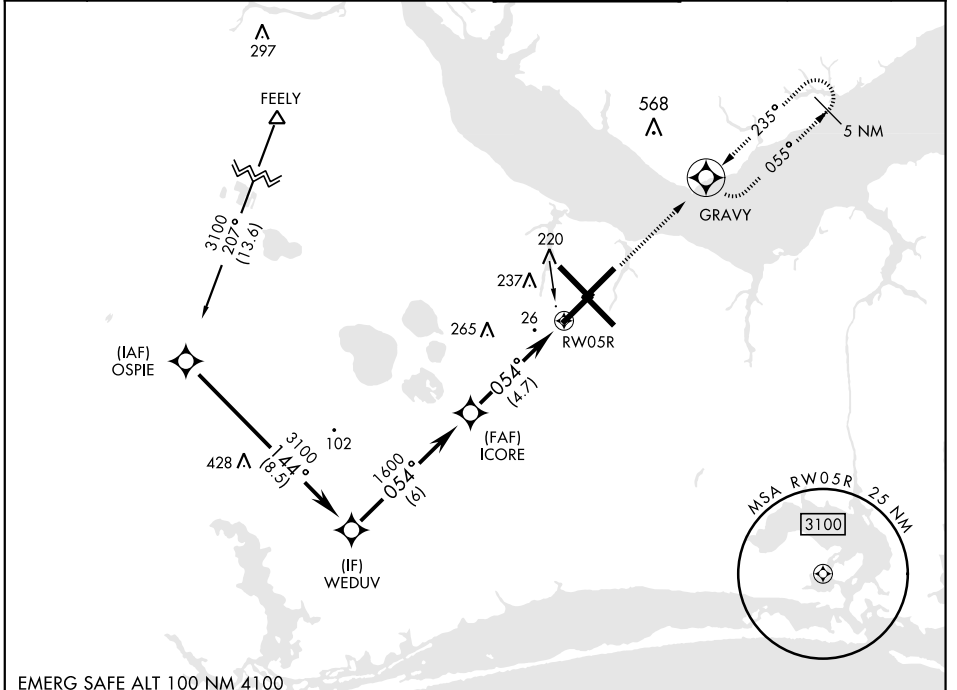 297
FEELY
568
235°
055°
5 NM
GRAVY
3100
207°
(13.6)
220
237
265
26
RW05R
(IAF)
OSPIE
054°
(4.7)
(FAF)
ICORE
3100
144°
(8.5)
102
428
1600
054°
(6)
(IF)
WEDUV
MSA RW05R 25 NM
3100
EMERG SAFE ALT 100 NM 4100